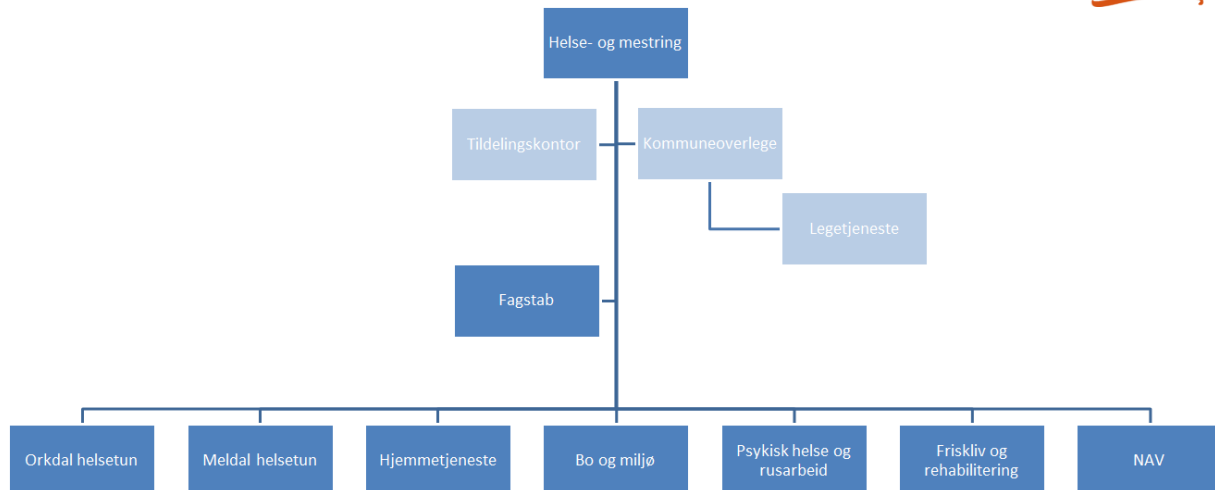 Helse- og mestring
Tildelingskontor
Kommuneoverlege
Legetjeneste
Fagstab
Orkdal helsetun
Meldal helsetun
Hjemmetjeneste
Bo og miljø
Psykisk helse og
rusarbeid
Friskliv og
rehabilitering
NAV